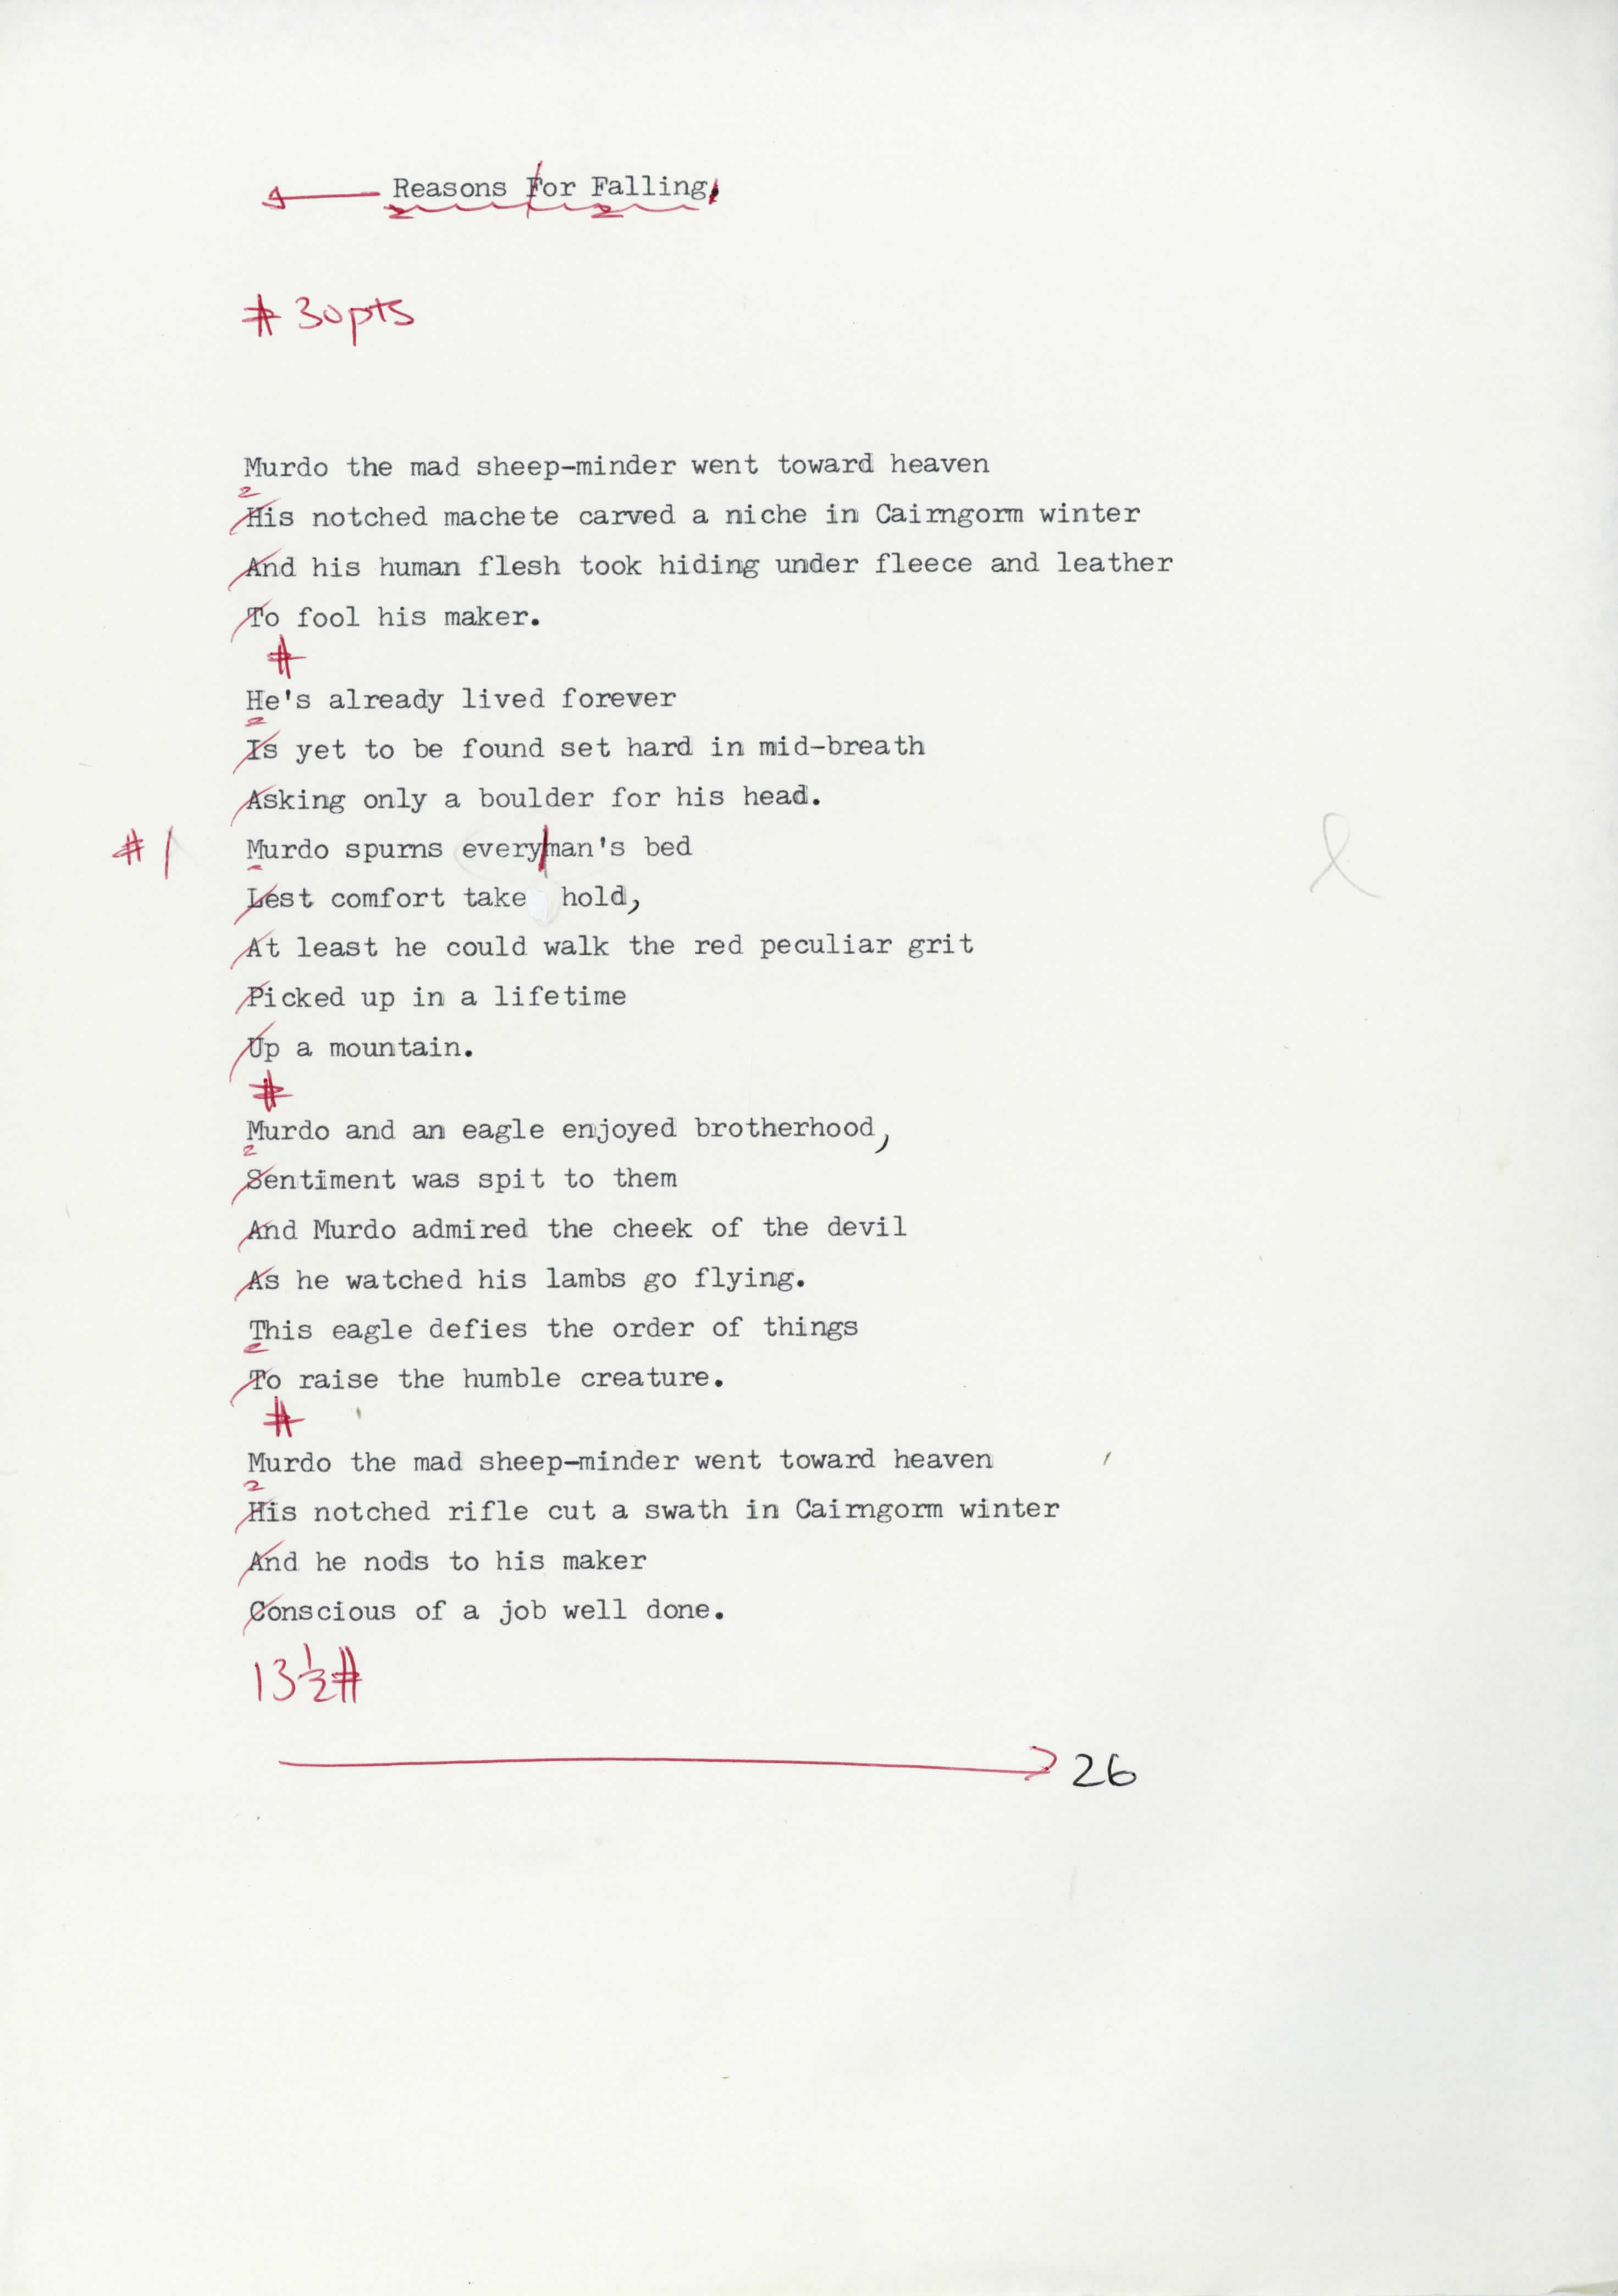 Reasons For Falling
# 30pts
Murdo the mad sheep-minder went toward heaven
His notched machete carved a niche in Cairngorm winter
And his human flesh took hiding under fleece and leather
To fool his maker.
#
He's already lived forever
Is yet to be found set hard in mid-breath
Asking only a boulder for his head.
# / Murdo spurns everyman's bed
Lest comfort take hold,
At least he could walk the red peculiar grit
Picked up in a lifetime
Up a mountain.
#
Murdo and an eagle enjoyed brotherhood,
Sentiment was spit to them
And Murdo admired the cheek of the devil
As he watched his lambs go flying.
This eagle defies the order of things
To raise the humble creature.
#
Murdo the mad sheep-minder went toward heaven
His notched rifle cut a swath in Cairngorm winter
And he nods to his maker
Conscious of a job well done.
13½#
26